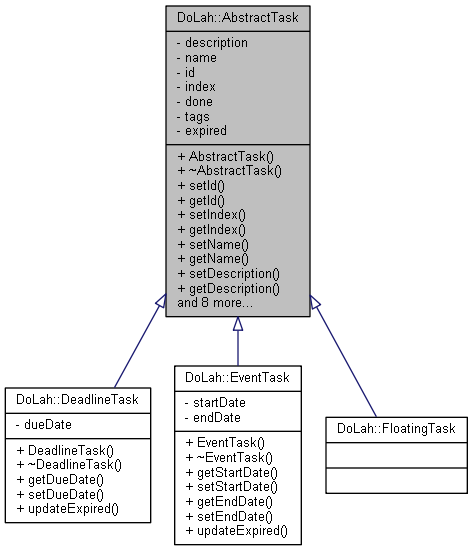 DoLah::AbstractTask
- description
- name
- id
- index
- done
- tags
- expired
+ AbstractTask()
+ ~AbstractTask()
+ setId()
+ getId()
+ setIndex()
+ getIndex()
+ setName()
+ getName()
+ setDescription()
+ getDescription()
and 8 more...
DoLah::DeadlineTask
- dueDate
+ DeadlineTask()
+ ~DeadlineTask()
+ getDueDate()
+ setDueDate()
+ updateExpired()
DoLah::EventTask
- startDate
- endDate
+ EventTask()
+ ~EventTask()
+ getStartDate()
+ setStartDate()
+ getEndDate()
+ setEndDate()
+ updateExpired()
DoLah::FloatingTask